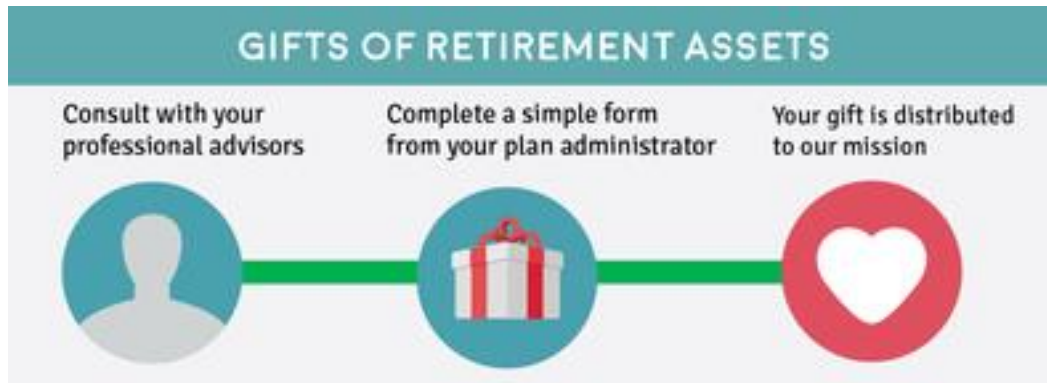 GIFTS OF RETIREMENT ASSETS
Consult with your
professional advisors
Complete a simple form
from your plan administrator
Your gift is distributed
to our mission